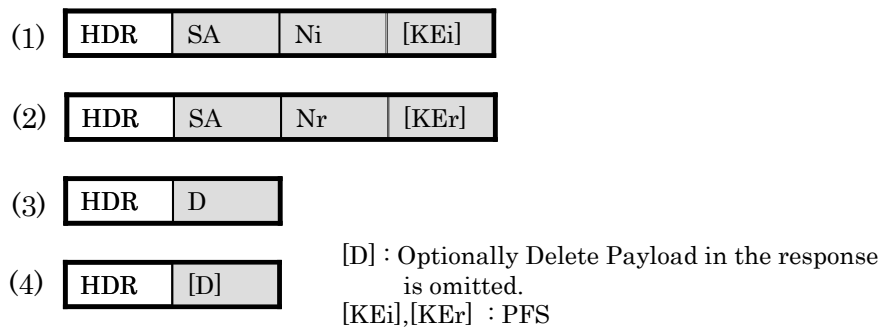 (1) HDR SA Ni [KEi]
(2) HDR SA Nr [KEr]
(3) HDR D
(4) HDR [D]
[D] : Optionally Delete Payload in the response
is omitted.
[KEi],[KEr] : PFS